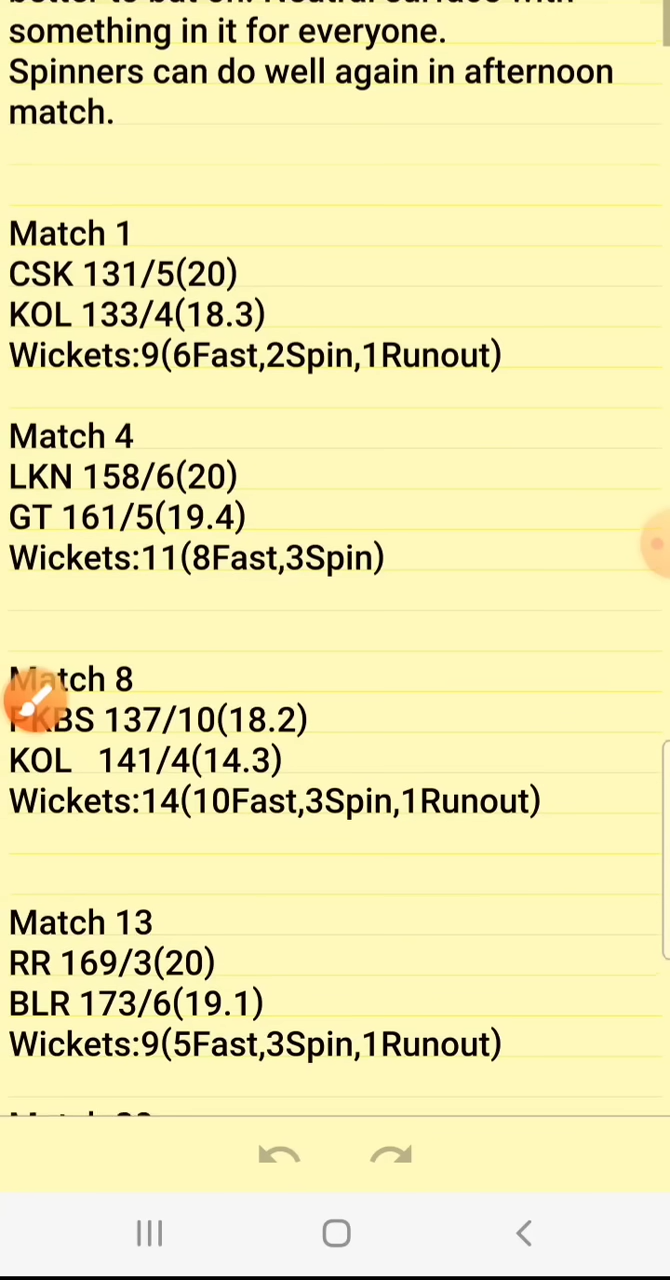 something in it for everyone.
Spinners can do well again in afternoon
match.
Match 1
CSK 131/5(20)
KOL 133/4(18.3)
Wickets:9(6Fast,2Spin,1Runout)
Match 4
LKN 158/6(20)
GT 161/5(19.4)
Wickets:11(8Fast,3Spin)
Match 8
PKBS 137/10(18.2)
KOL 141/4(14.3)
Wickets:14(10Fast,3Spin,1Runout)
Match 13
RR 169/3(20)
BLR 173/6(19.1)
Wickets:9(5Fast,3Spin,1Runout)